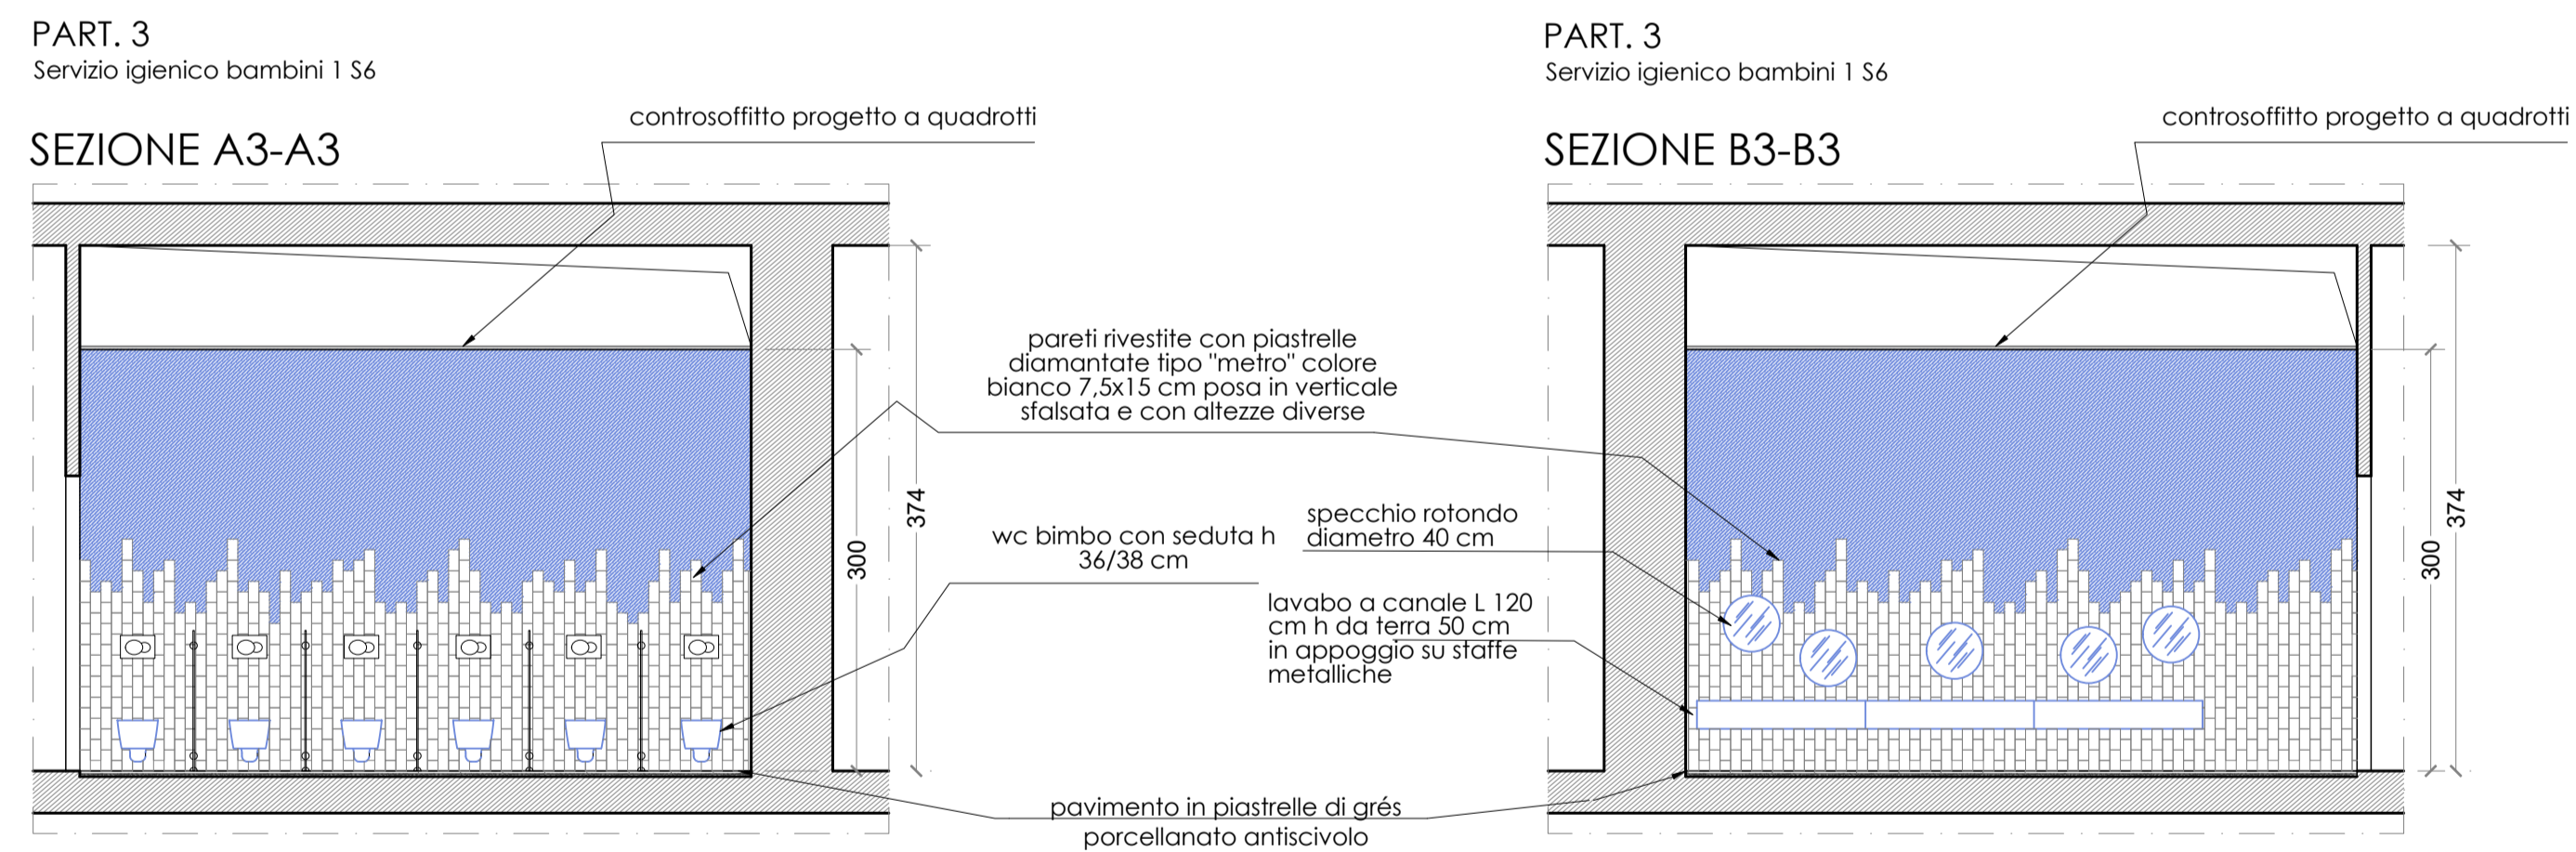 PART. 3
Servizio igienico bambini 1 S6
controsoffitto progetto a quadrotti
SEZIONE A3-A3
PART. 3
Servizio igienico bambini 1 S6
controsoffitto progetto a quadrotti
SEZIONE B3-B3
pareti rivestite con piastrelle
diamantate tipo "metro" colore
bianco 7,5x15 cm posa in verticale
sfalsata e con altezze diverse
300
374
wc bimbo con seduta h
36/38 cm
specchio rotondo
diametro 40 cm
lavabo a canale L 120
cm h da terra 50 cm
in appoggio su staffe
metalliche
300
374
pavimento in piastrelle di grés
porcellanato antiscivolo